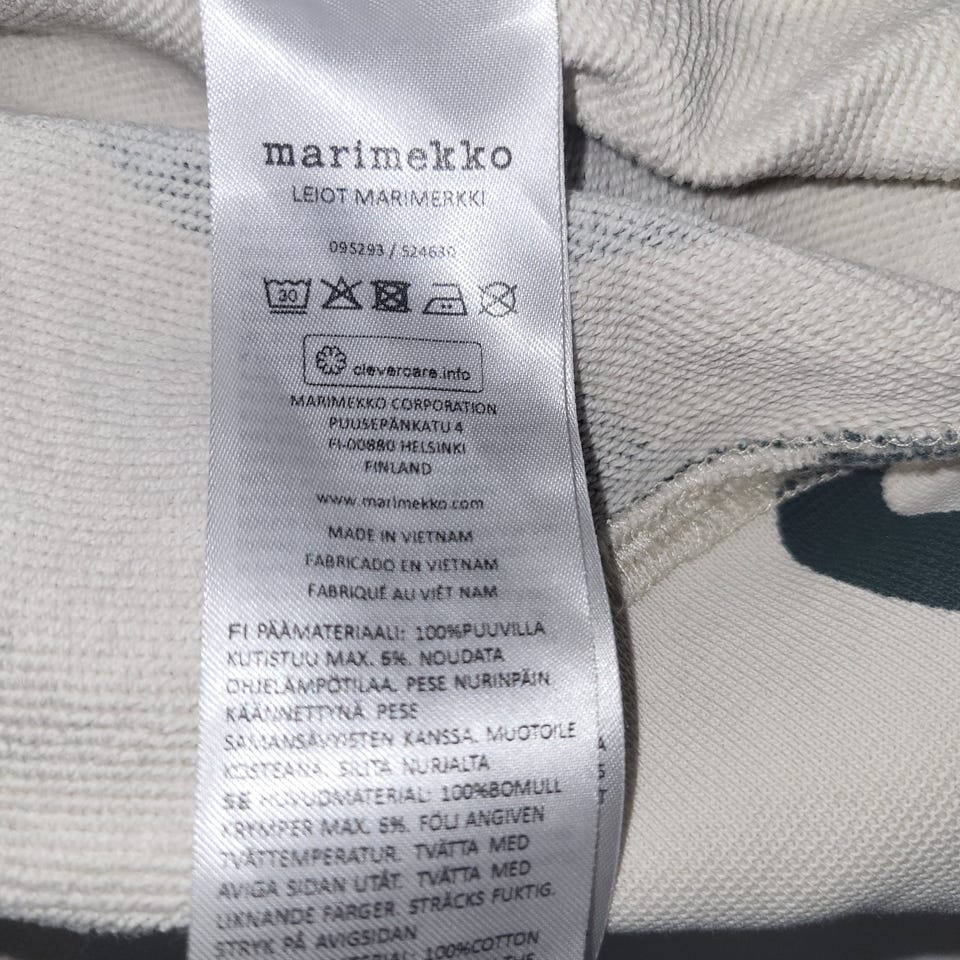 marimekko
LEIOT MARIMERKKI
095293 / 524630
30
clevercare.info
MARIMEKKO CORPORATION
PUUSEPÄNKATU 4
FI-00880 HELSINKI
FINLAND
www.marimekko.com
MADE IN VIETNAM
FABRICADO EN VIETNAM
FABRIQUÉ AU VIÊT NAM
FI PÄÄMATERIAALI: 100%PUUVILLA
KUTISTUU MAX. 5%. NOUDATA
OHJELÄMPÖTILAA. PESE NURINPÄIN
KÄÄNNETTYNÄ. PESE
SAMANSÄVYISTEN KANSSA. MUOTOILE
KOSTEANA. SILITÄ NURJALTA
SE HUVUDMATERIAL: 100%BOMULL
KRYMPER MAX. 5%. FÖLJ ANGIVEN
TVÄTTEMPERATUR. TVÄTTA MED
AVIGA SIDAN UTÅT. TVÄTTA MED
LIKNANDE FÄRGER. STRÄCKS FUKTIG.
STRYK PÅ AVIGSIDAN
100%COTTON